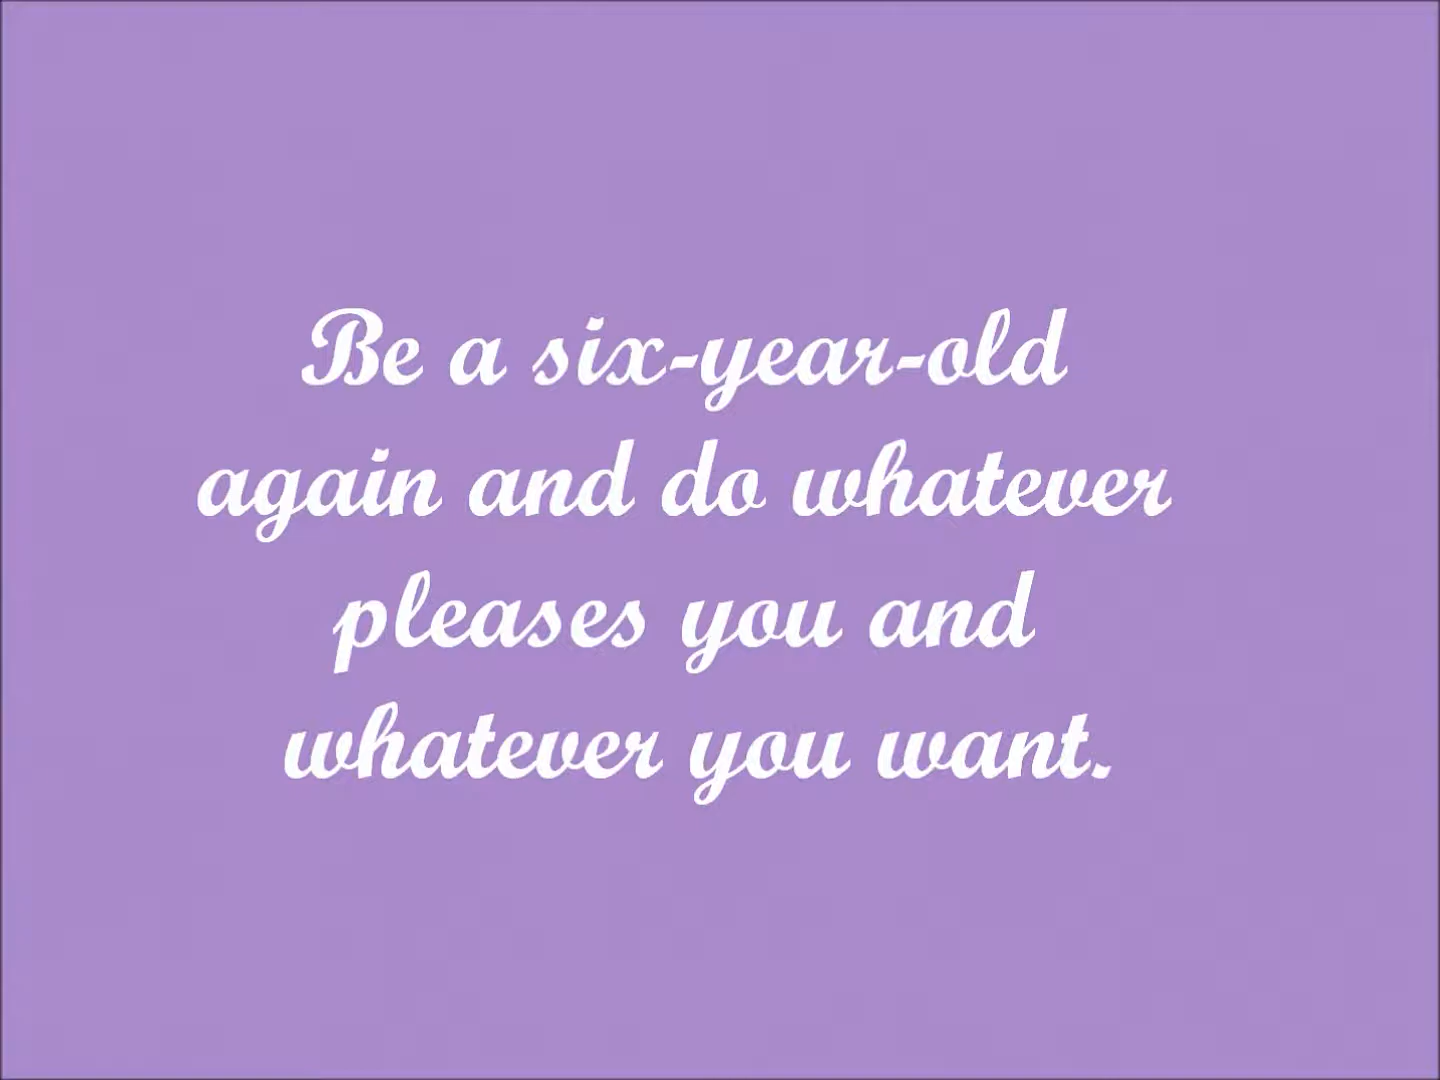 Be a six-year-old
again and do whatever
pleases you and
whatever you want.